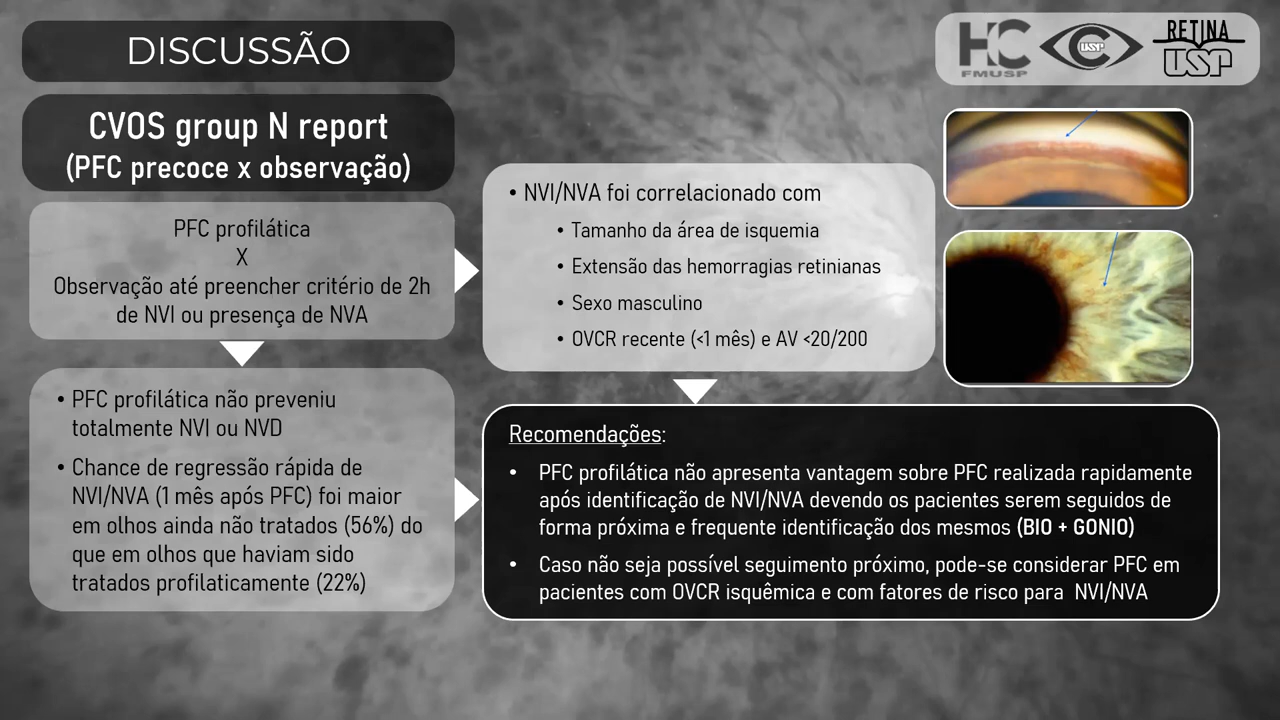 DISCUSSÃO
HC
FMUSP
USP
RETINA
USP
CVOS group N report
(PFC precoce x observação)
PFC profilática
X
Observação até preencher critério de 2h
de NVI ou presença de NVA
• PFC profilática não preveniu
totalmente NVI ou NVD
• Chance de regressão rápida de
NVI/NVA (1 mês após PFC) foi maior
em olhos ainda não tratados (56%) do
que em olhos que haviam sido
tratados profilaticamente (22%)
• NVI/NVA foi correlacionado com
• Tamanho da área de isquemia
• Extensão das hemorragias retinianas
• Sexo masculino
• OVCR recente (<1 mês) e AV <20/200
Recomendações:
• PFC profilática não apresenta vantagem sobre PFC realizada rapidamente
após identificação de NVI/NVA devendo os pacientes serem seguidos de
forma próxima e frequente identificação dos mesmos (BIO + GONIO)
• Caso não seja possível seguimento próximo, pode-se considerar PFC em
pacientes com OVCR isquêmica e com fatores de risco para NVI/NVA